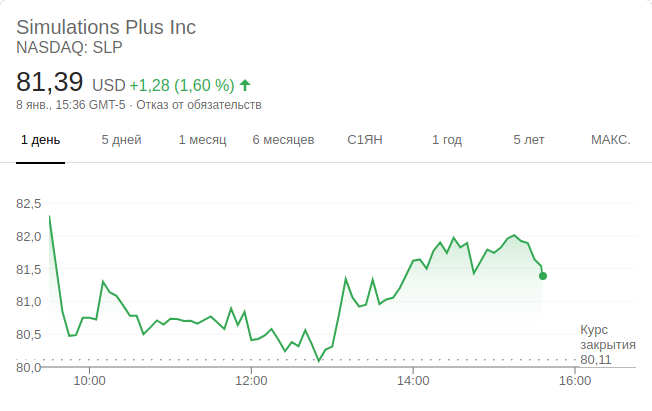 Simulations Plus Inc
NASDAQ: SLP
81,39 USD +1,28 (1,60 %)
8 янв., 15:36 GMT-5 · Отказ от обязательств
1 день 5 дней 1 месяц 6 месяцев С1ЯН 1 год 5 лет МАКС.
82,5
82,0
81,5
81,0
80,5
Курс
закрытия
80,11
80,0
10:00 12:00 14:00 16:00